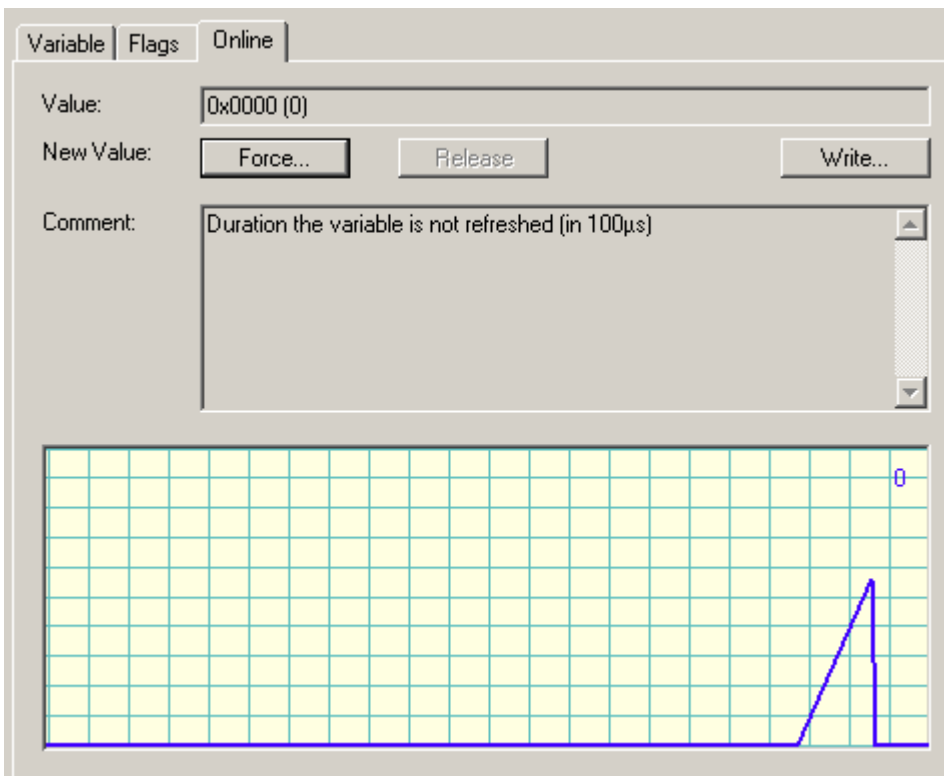 Variable Flags Online
Value: 0x0000 (0)
New Value: Force... Release Write...
Comment: Duration the variable is not refreshed (in 100µs)
0